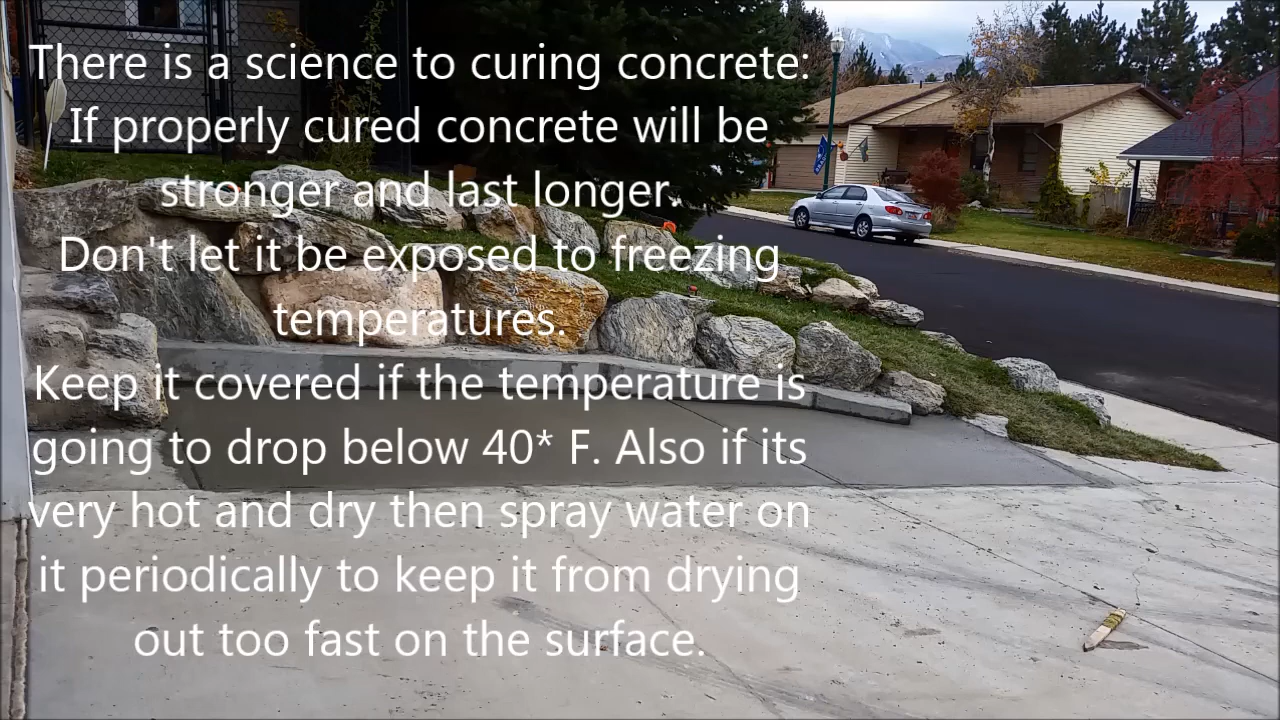 There is a science to curing concrete:
If properly cured concrete will be
stronger and last longer.
Don't let it be exposed to freezing
temperatures.
Keep it covered if the temperature is
going to drop below 40* F. Also if its
very hot and dry then spray water on
it periodically to keep it from drying
out too fast on the surface.